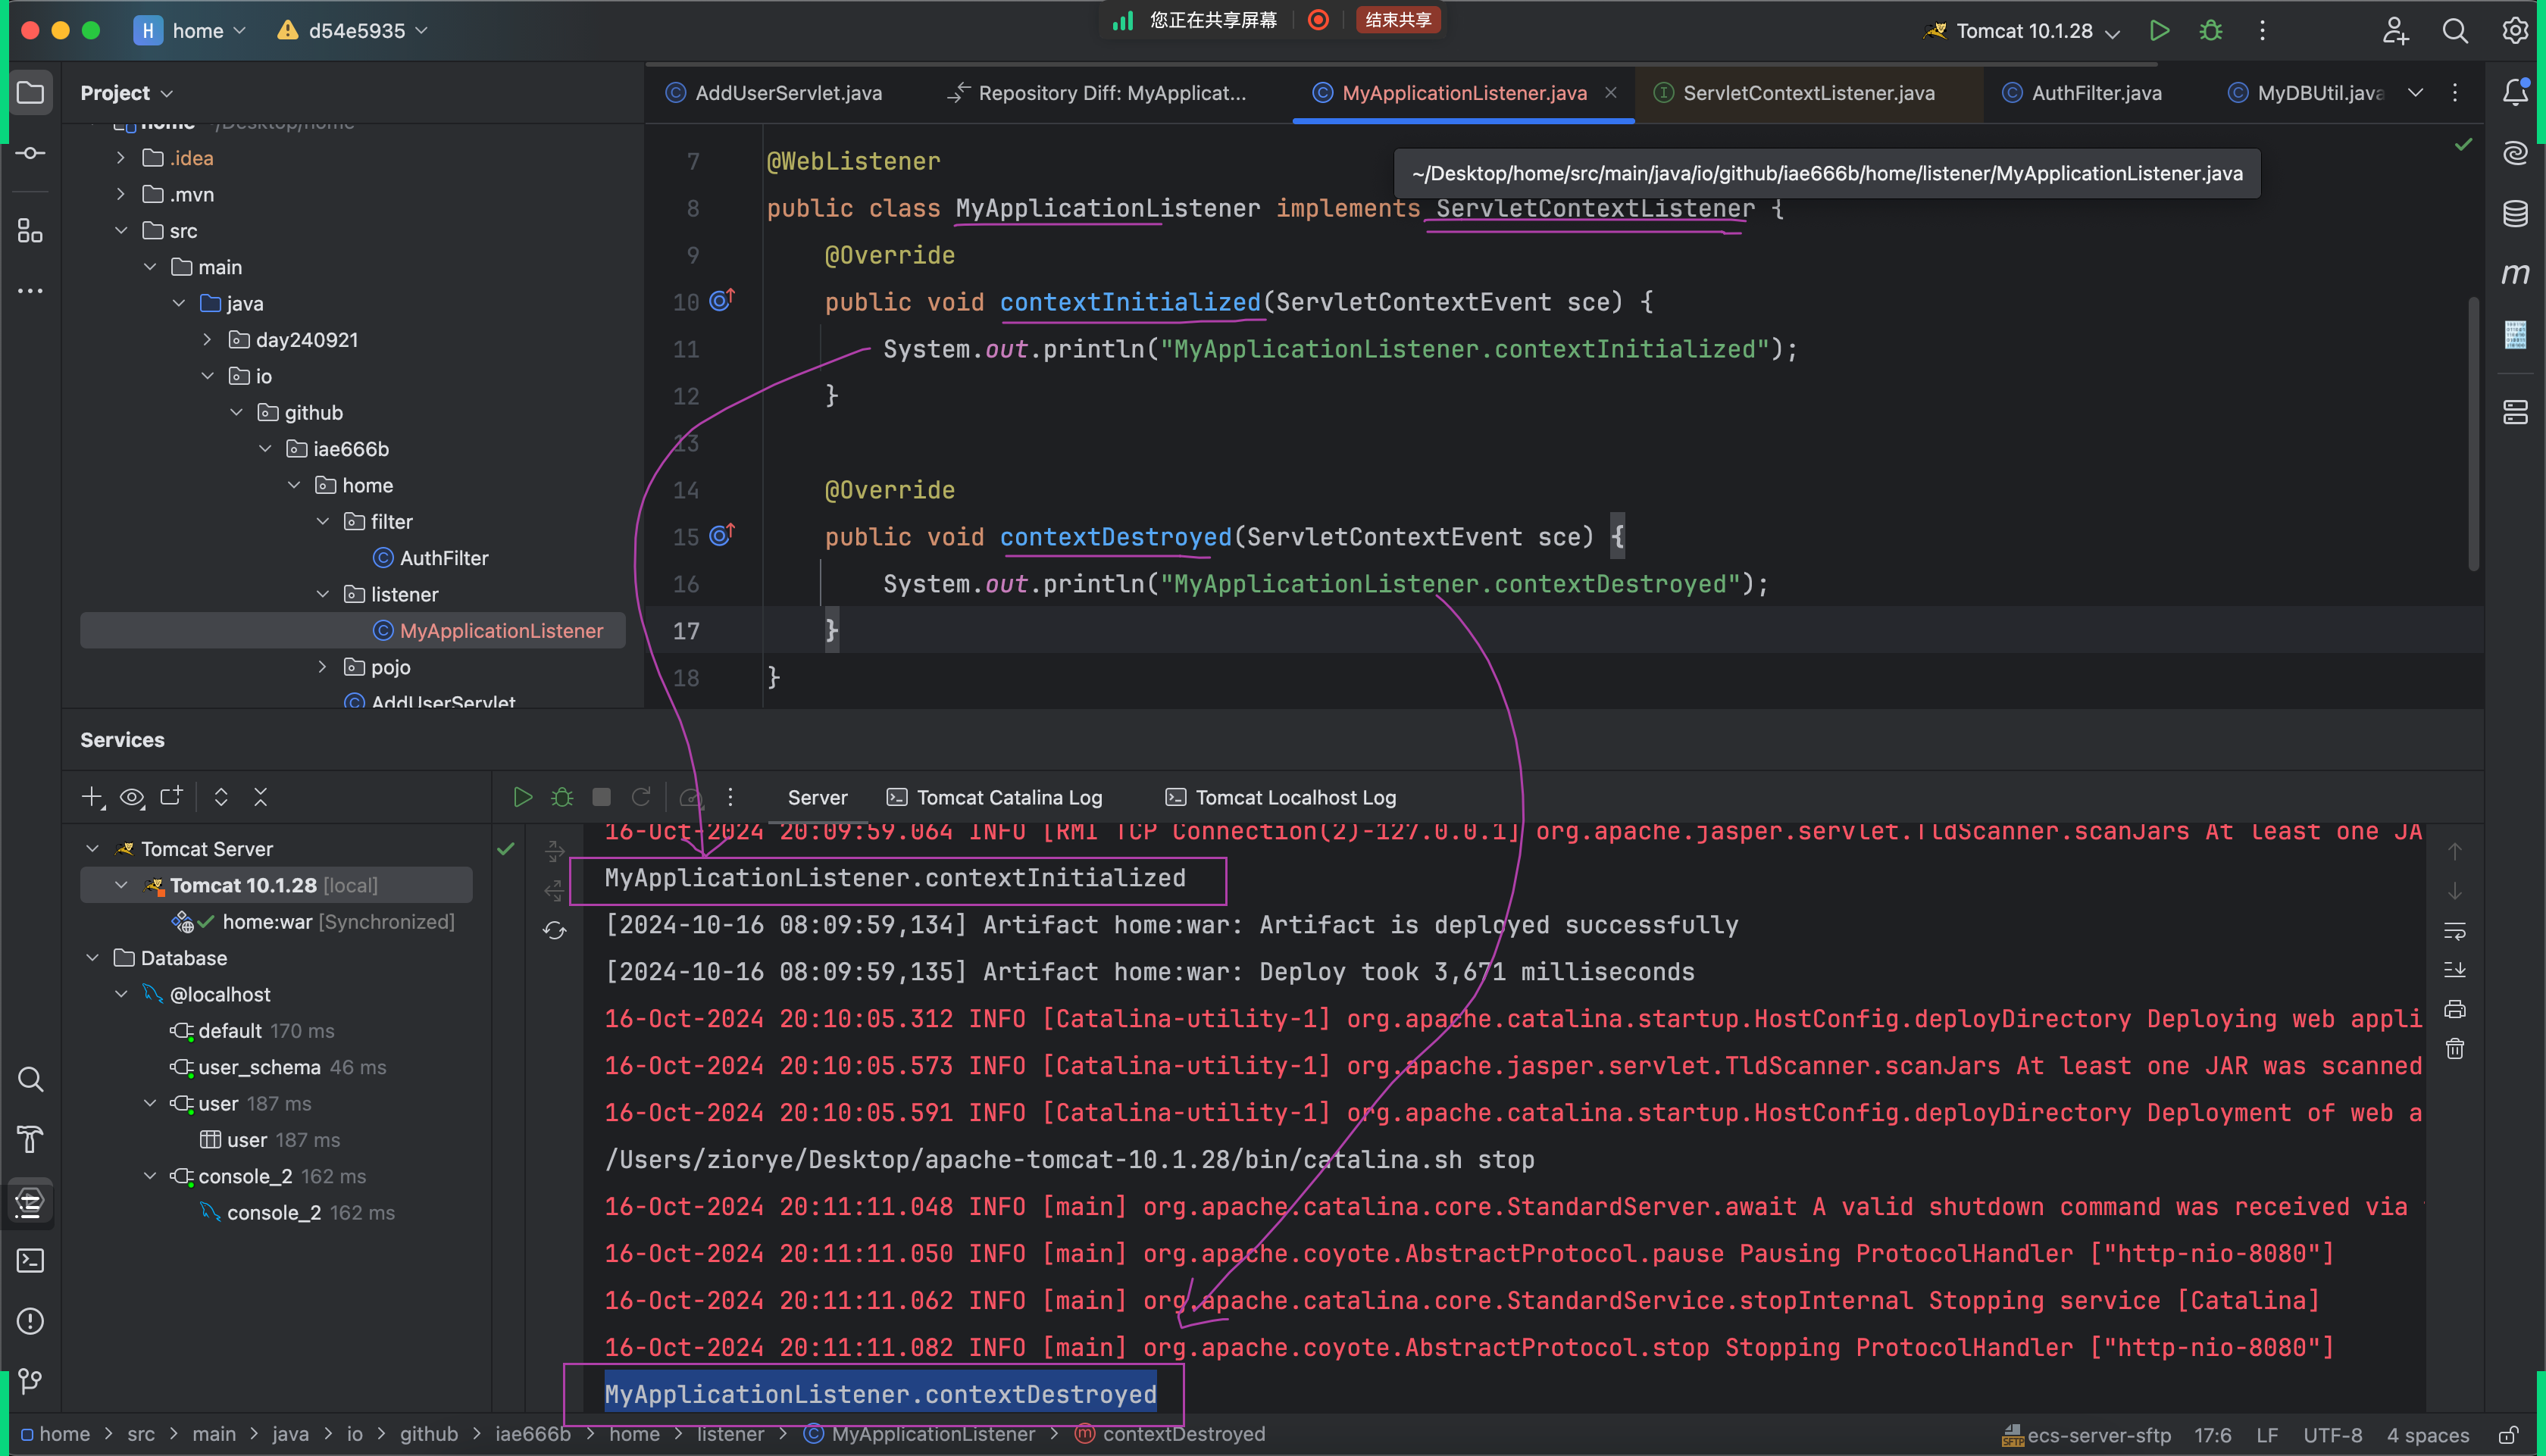 H home d54e5935 您正在共享屏幕 结束共享 Tomcat 10.1.28
Project
AddUserServlet.java Repository Diff: MyApplicat... MyApplicationListener.java ServletContextListener.java AuthFilter.java MyDBUtil.java
home ~/Desktop/home
.idea
.mvn
src
main
java
day240921
io
github
iae666b
home
filter
AuthFilter
listener
MyApplicationListener
pojo
AddUserServlet
~/Desktop/home/src/main/java/io/github/iae666b/home/listener/MyApplicationListener.java
7 @WebListener
8 public class MyApplicationListener implements ServletContextListener {
9 @Override
10 public void contextInitialized(ServletContextEvent sce) {
11 System.out.println("MyApplicationListener.contextInitialized");
12 }
13
14 @Override
15 public void contextDestroyed(ServletContextEvent sce) {
16 System.out.println("MyApplicationListener.contextDestroyed");
17 }
18 }
Services
Server Tomcat Catalina Log Tomcat Localhost Log
Tomcat Server
Tomcat 10.1.28 [local]
home:war [Synchronized]
Database
@localhost
default 170 ms
user_schema 46 ms
user 187 ms
user 187 ms
console_2 162 ms
console_2 162 ms
16-Oct-2024 20:09:59.064 INFO [RMI TCP Connection(2)-127.0.0.1] org.apache.jasper.servlet.TldScanner.scanJars At least one JA
MyApplicationListener.contextInitialized
[2024-10-16 08:09:59,134] Artifact home:war: Artifact is deployed successfully
[2024-10-16 08:09:59,135] Artifact home:war: Deploy took 3,671 milliseconds
16-Oct-2024 20:10:05.312 INFO [Catalina-utility-1] org.apache.catalina.startup.HostConfig.deployDirectory Deploying web appli
16-Oct-2024 20:10:05.573 INFO [Catalina-utility-1] org.apache.jasper.servlet.TldScanner.scanJars At least one JAR was scanned
16-Oct-2024 20:10:05.591 INFO [Catalina-utility-1] org.apache.catalina.startup.HostConfig.deployDirectory Deployment of web a
/Users/ziorye/Desktop/apache-tomcat-10.1.28/bin/catalina.sh stop
16-Oct-2024 20:11:11.048 INFO [main] org.apache.catalina.core.StandardServer.await A valid shutdown command was received via
16-Oct-2024 20:11:11.050 INFO [main] org.apache.coyote.AbstractProtocol.pause Pausing ProtocolHandler ["http-nio-8080"]
16-Oct-2024 20:11:11.062 INFO [main] org.apache.catalina.core.StandardService.stopInternal Stopping service [Catalina]
16-Oct-2024 20:11:11.082 INFO [main] org.apache.coyote.AbstractProtocol.stop Stopping ProtocolHandler ["http-nio-8080"]
MyApplicationListener.contextDestroyed
home > src > main > java > io > github > iae666b > home > listener > MyApplicationListener > contextDestroyed
ecs-server-sftp 17:6 LF UTF-8 4 spaces